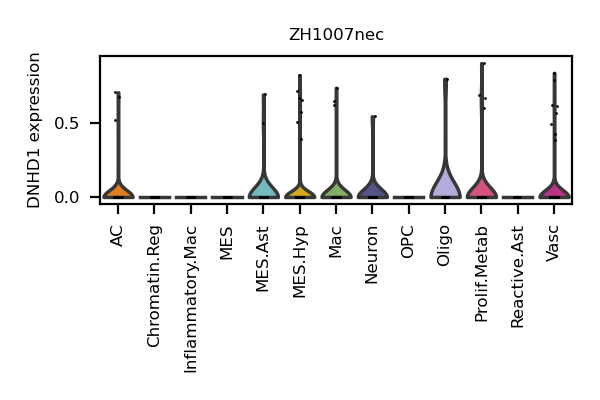 ZH1007nec
DNHD1 expression
0.5
0.0
AC
Chromatin.Reg
Inflammatory.Mac
MES
MES.Ast
MES.Hyp
Mac
Neuron
OPC
Oligo
Prolif.Metab
Reactive.Ast
Vasc